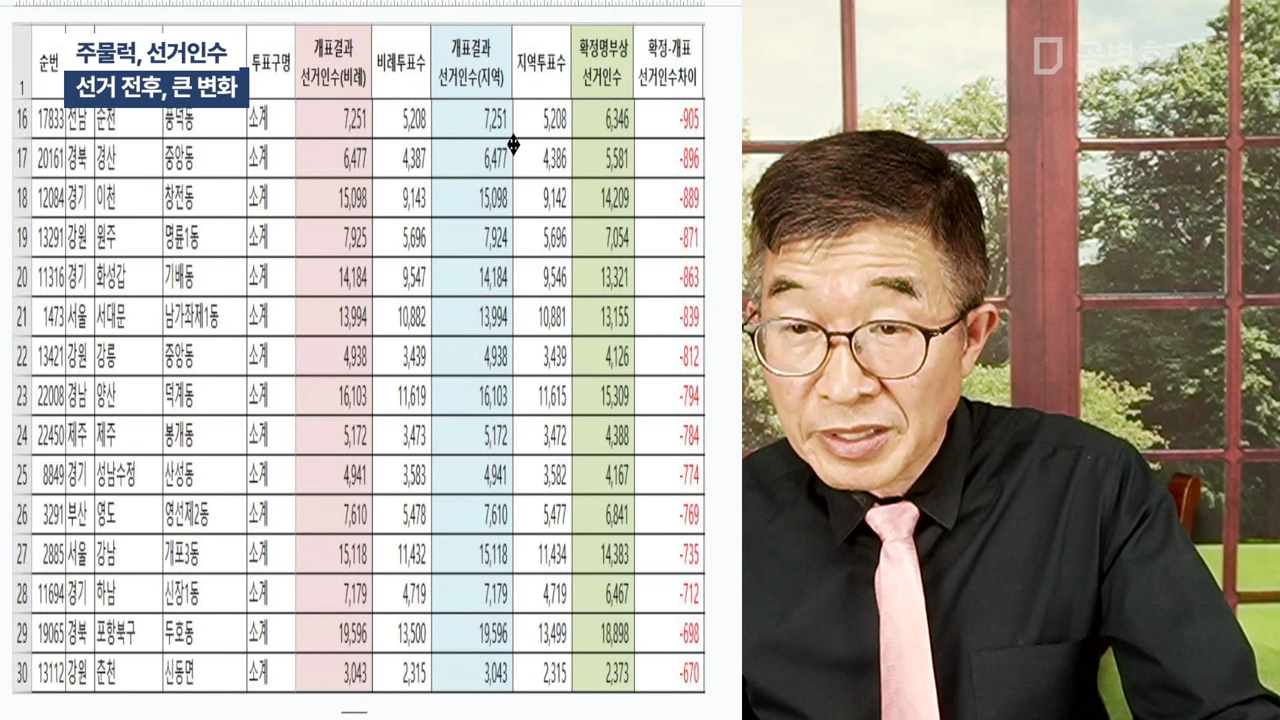 주물럭, 선거인수
선거 전후, 큰 변화
공병호TV
1 순번 투표구명 개표결과 선거인수(비례) 비례투표수 개표결과 선거인수(지역) 지역투표수 확정명부상 선거인수 확정-개표 선거인수차이
16 17833 전남 순천 풍덕동 소계 7,251 5,208 7,251 5,208 6,346 -905
17 20161 경북 경산 중앙동 소계 6,477 4,387 6,477 4,386 5,581 -896
18 12084 경기 이천 창전동 소계 15,098 9,143 15,098 9,142 14,209 -889
19 13291 강원 원주 명륜1동 소계 7,925 5,696 7,924 5,696 7,054 -871
20 11316 경기 화성갑 기배동 소계 14,184 9,547 14,184 9,546 13,321 -863
21 1473 서울 서대문 남가좌제1동 소계 13,994 10,882 13,994 10,881 13,155 -839
22 13421 강원 강릉 중앙동 소계 4,938 3,439 4,938 3,439 4,126 -812
23 22008 경남 양산 덕계동 소계 16,103 11,619 16,103 11,615 15,309 -794
24 22450 제주 제주 봉개동 소계 5,172 3,473 5,172 3,472 4,388 -784
25 8849 경기 성남수정 산성동 소계 4,941 3,583 4,941 3,582 4,167 -774
26 3291 부산 영도 영선제2동 소계 7,610 5,478 7,610 5,477 6,841 -769
27 2885 서울 강남 개포3동 소계 15,118 11,432 15,118 11,434 14,383 -735
28 11694 경기 하남 신장1동 소계 7,179 4,719 7,179 4,719 6,467 -712
29 19065 경북 포항북구 두호동 소계 19,596 13,500 19,596 13,499 18,898 -698
30 13112 강원 춘천 신동면 소계 3,043 2,315 3,043 2,315 2,373 -670